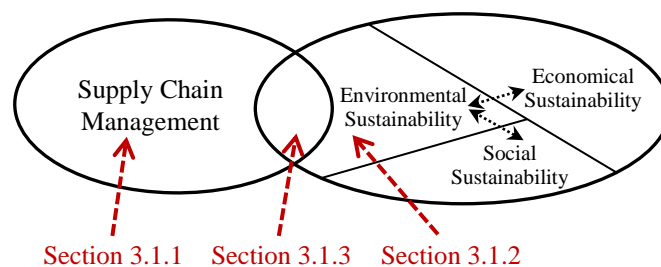 Supply Chain
Management
Environmental
Sustainability
Economical
Sustainability
Social
Sustainability
Section 3.1.1
Section 3.1.3
Section 3.1.2